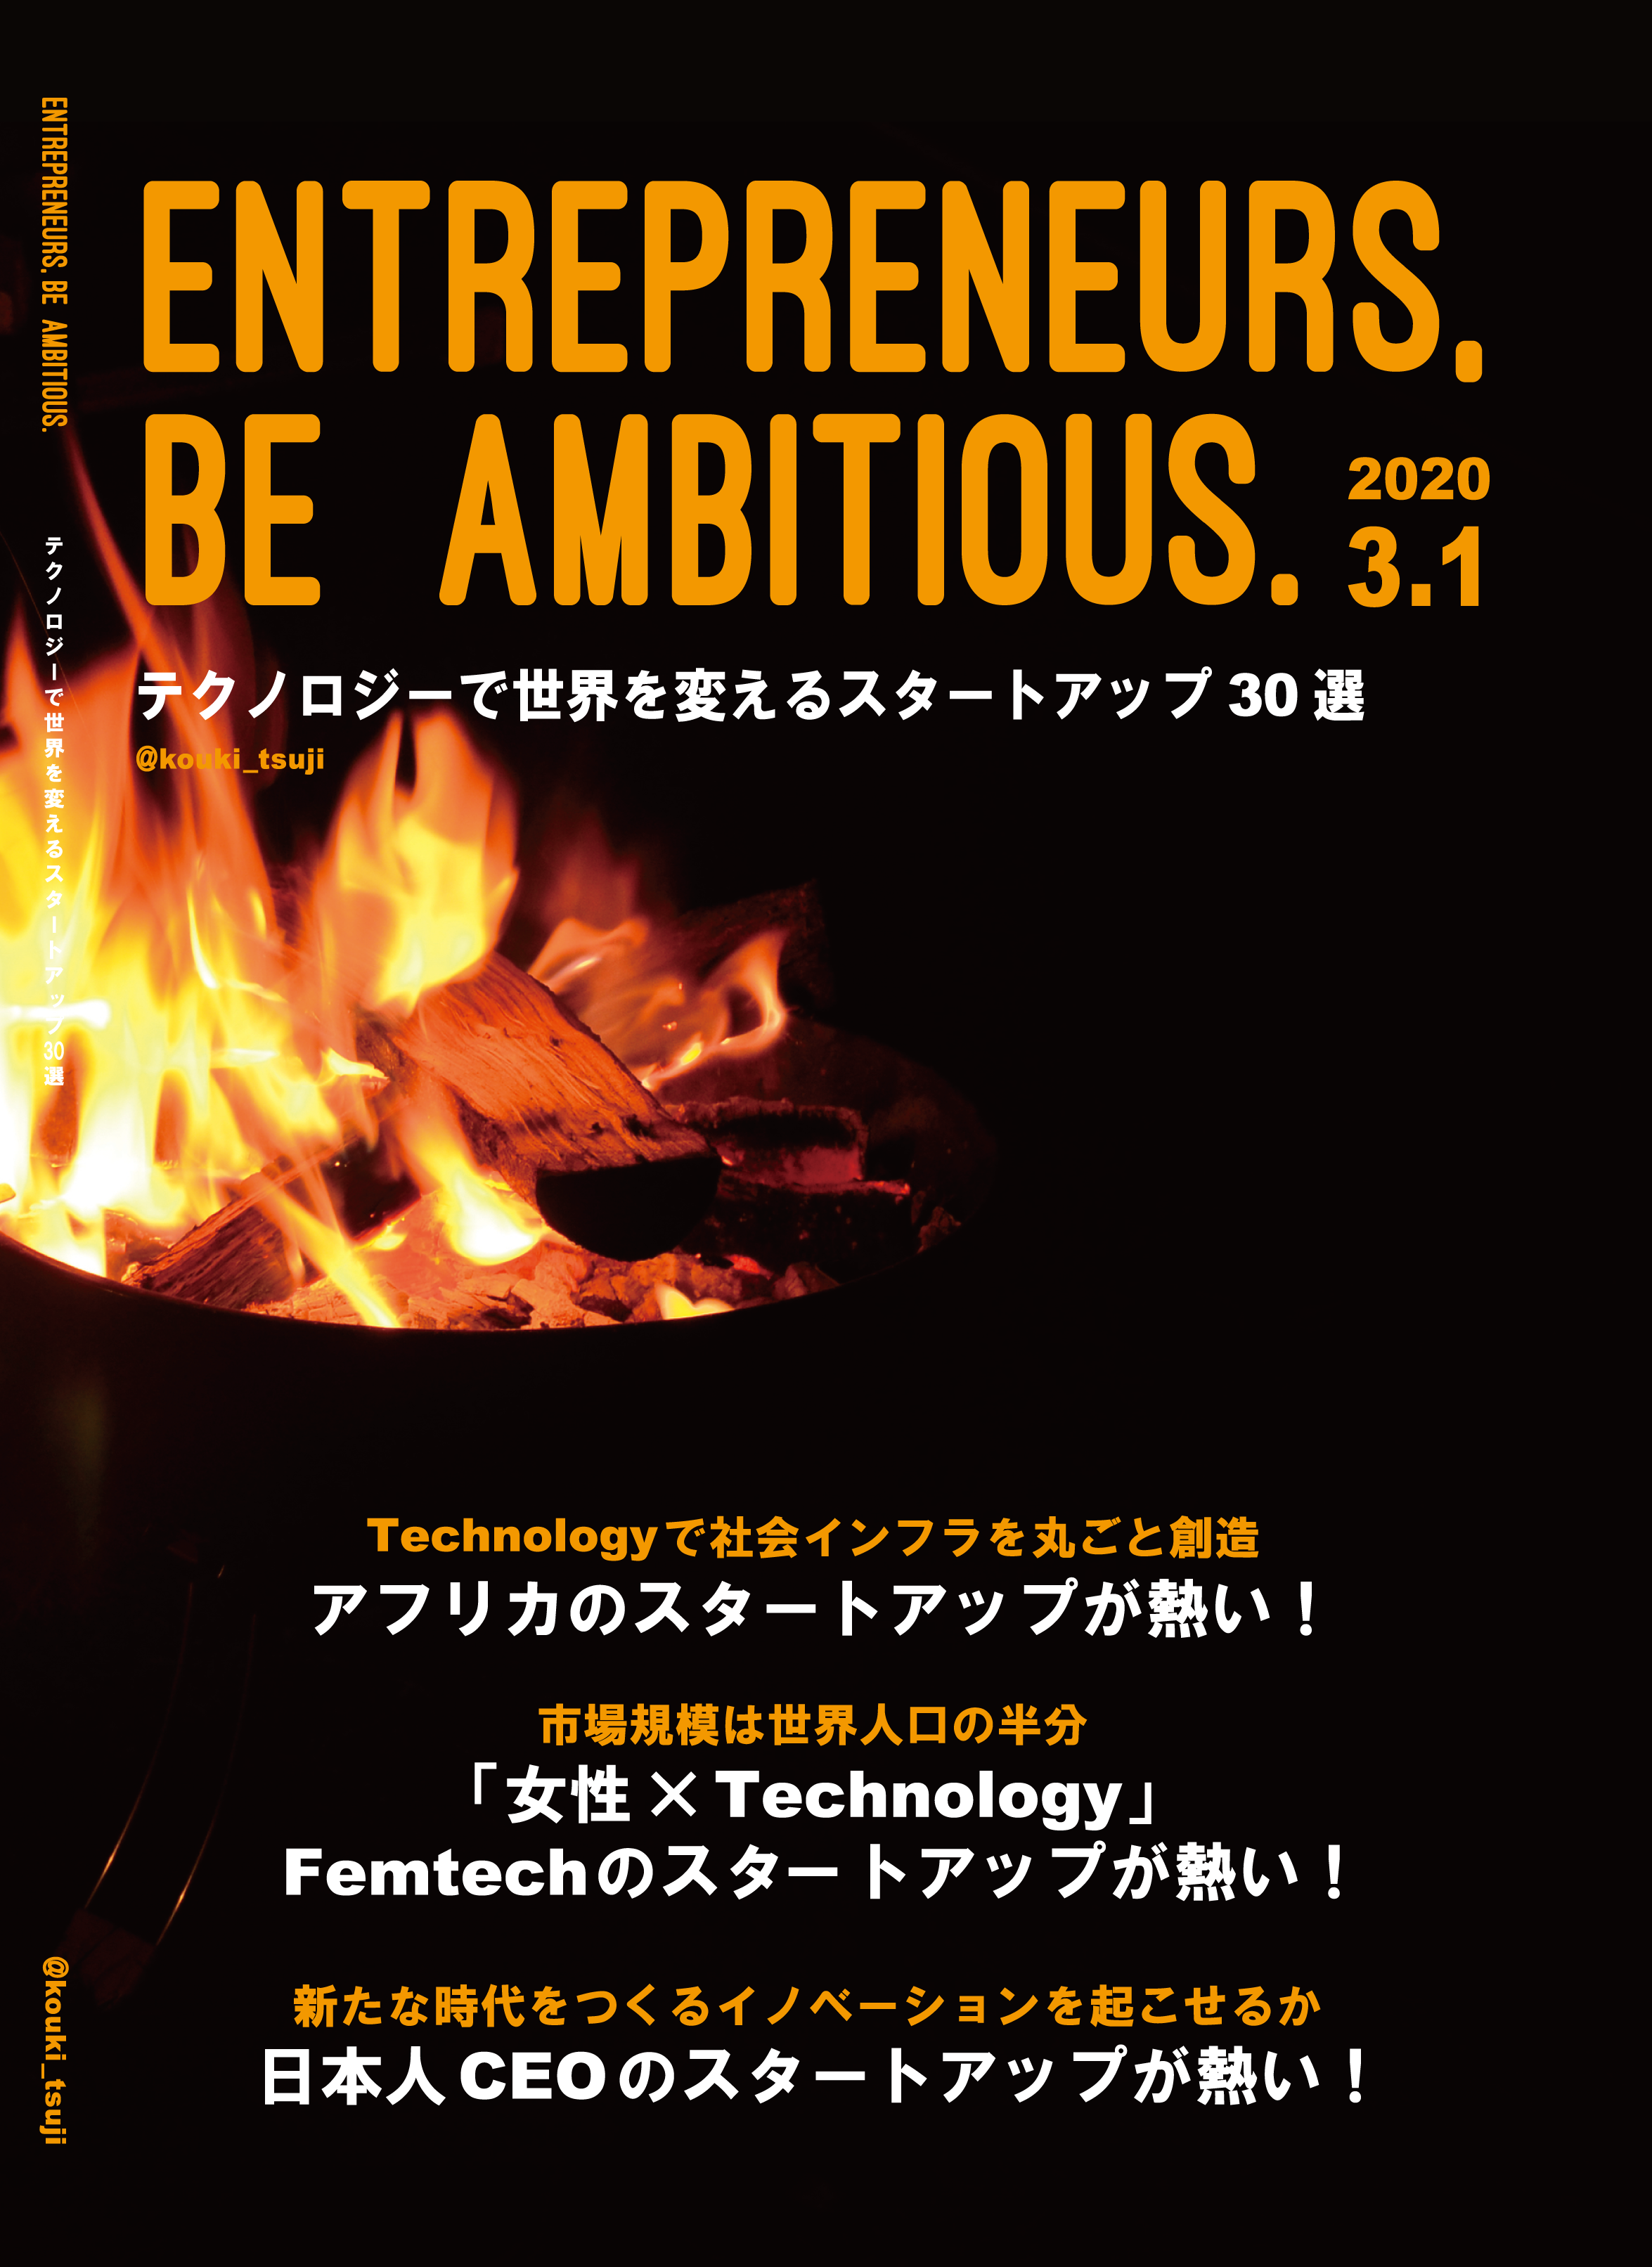 ENTREPRENEURS, BE AMBITIOUS.
テクノロジーで世界を変えるスタートアップ30選
@kouki_tsuji
ENTREPRENEURS,
BE AMBITIOUS.
2020
3.1
テクノロジーで世界を変えるスタートアップ 30 選
@kouki_tsuji
Technologyで社会インフラを丸ごと創造
アフリカのスタートアップが熱い！
市場規模は世界人口の半分
「女性×Technology」
Femtechのスタートアップが熱い！
新たな時代をつくるイノベーションを起こせるか
日本人CEOのスタートアップが熱い！